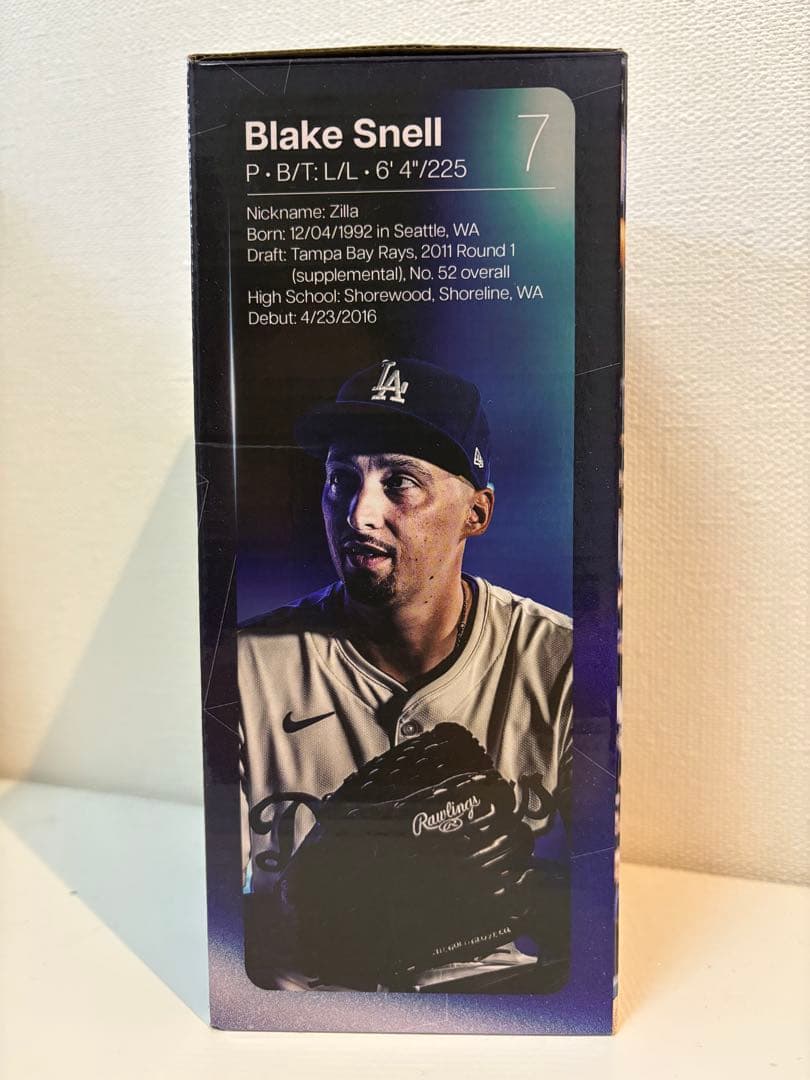 Blake Snell
7
P • B/T: L/L • 6' 4"/225
Nickname: Zilla
Born: 12/04/1992 in Seattle, WA
Draft: Tampa Bay Rays, 2011 Round 1
(supplemental), No. 52 overall
High School: Shorewood, Shoreline, WA
Debut: 4/23/2016
LA
Rawlings